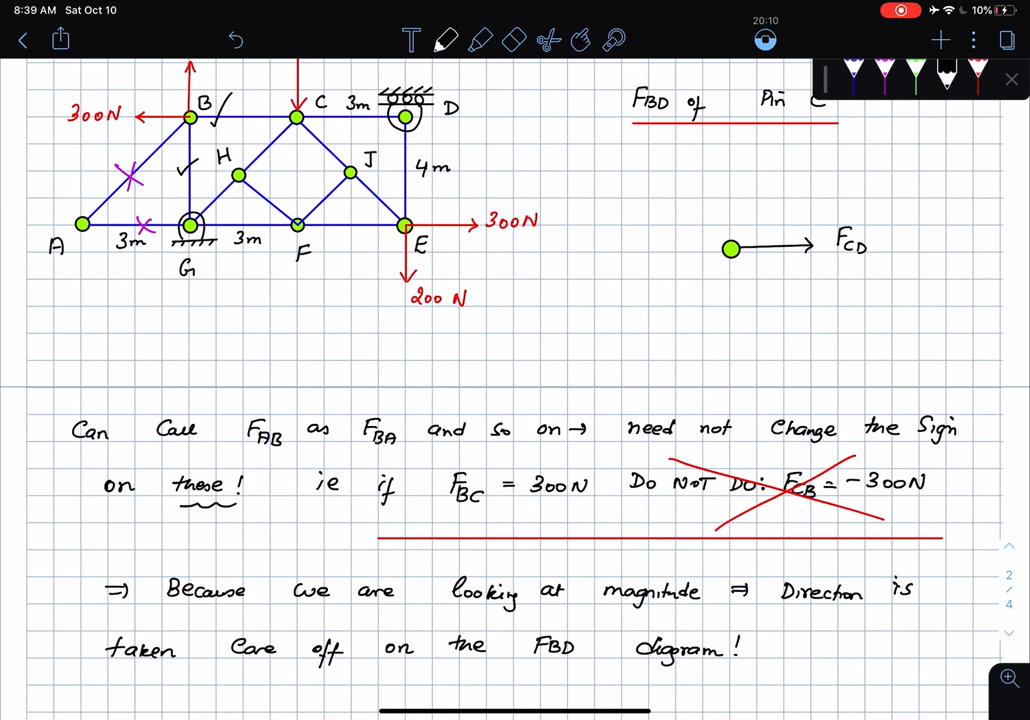 8:39 AM Sat Oct 10
10%
20:10
T
300N
B
C
3m
D
FBD of Pin C
H
J
4m
300N
FCD
A
3m
3m
F
E
G
200 N
Can Call FAB as FBA and so on → need not change the Sign
on these! ie if FBC = 300N DO NOT DO: FCB = -300N
⇒ Because we are looking at magnitude ⇒ Direction is
taken care off on the FBD digram!
2
/
4